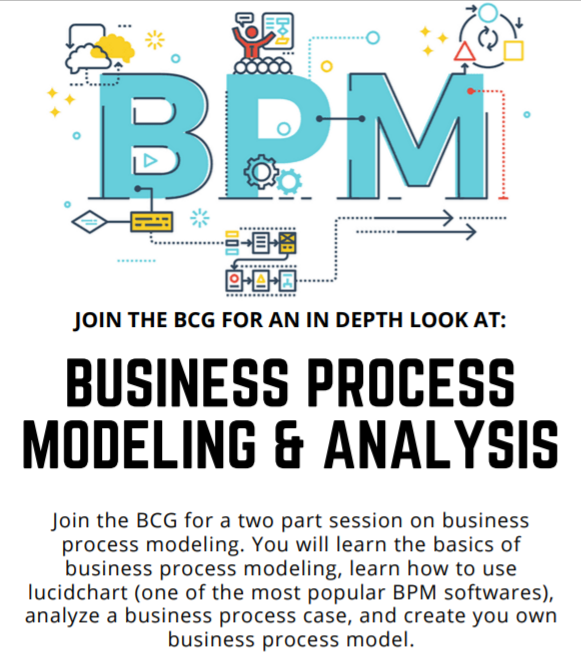 BPM
JOIN THE BCG FOR AN IN DEPTH LOOK AT:
BUSINESS PROCESS
MODELING & ANALYSIS
Join the BCG for a two part session on business
process modeling. You will learn the basics of
business process modeling, learn how to use
lucidchart (one of the most popular BPM softwares),
analyze a business process case, and create you own
business process model.